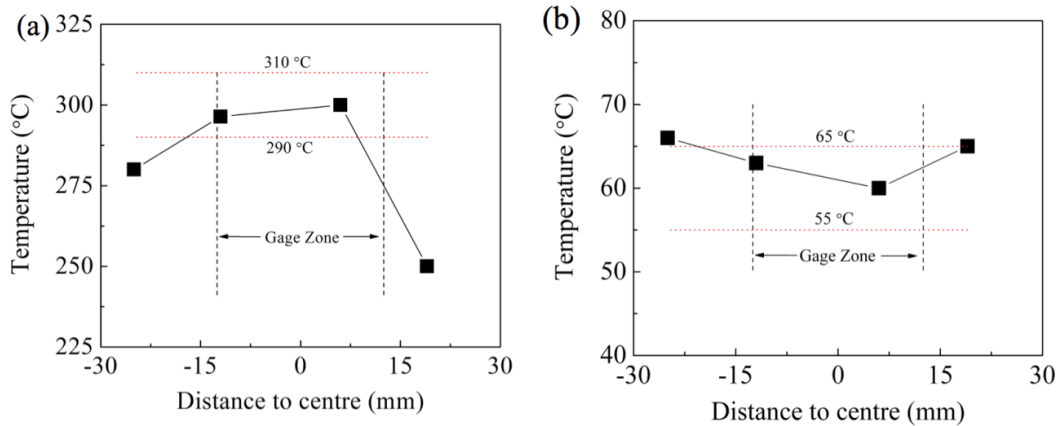 (a)
325
300
275
250
225
Temperature (°C)
310 °C
290 °C
Gage Zone
-30
-15
0
15
30
Distance to centre (mm)
(b)
80
70
60
50
40
Temperature (°C)
65 °C
55 °C
Gage Zone
-30
-15
0
15
30
Distance to centre (mm)